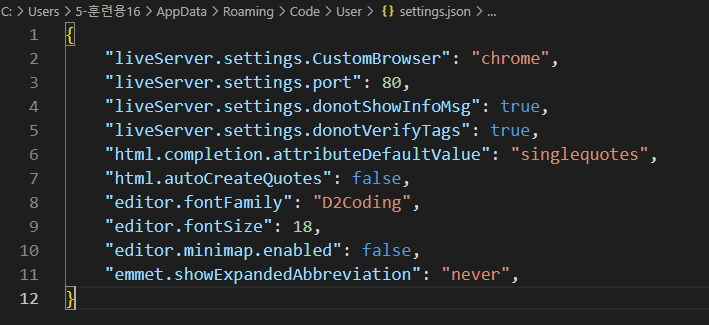 C: > Users > 5-훈련용16 > AppData > Roaming > Code > User > {} settings.json > ...
1 {
2 "liveServer.settings.CustomBrowser": "chrome",
3 "liveServer.settings.port": 80,
4 "liveServer.settings.donotShowInfoMsg": true,
5 "liveServer.settings.donotVerifyTags": true,
6 "html.completion.attributeDefaultValue": "singlequotes",
7 "html.autoCreateQuotes": false,
8 "editor.fontFamily": "D2Coding",
9 "editor.fontSize": 18,
10 "editor.minimap.enabled": false,
11 "emmet.showExpandedAbbreviation": "never",
12 }